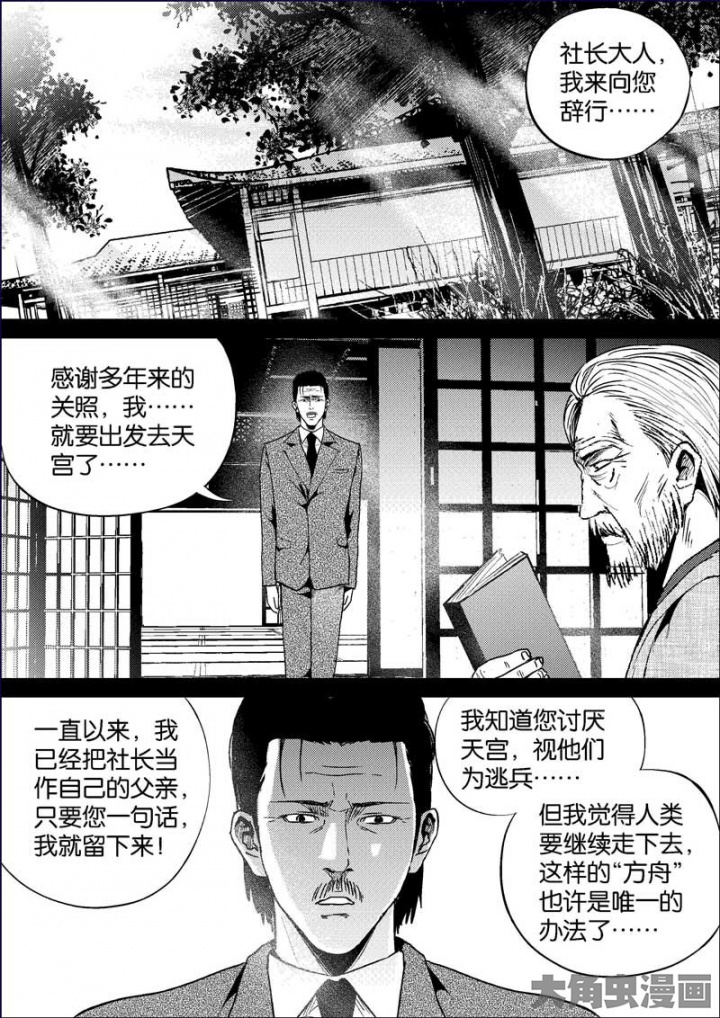 社长大人，
我来向您
辞行……
感谢多年来的
关照，我……
就要出发去天
宫了……
一直以来，我
已经把社长当
作自己的父亲，
只要您一句话，
我就留下来！
我知道您讨厌
天宫，视他们
为逃兵……
但我觉得人类
要继续走下去，
这样的“方舟”
也许是唯一的
办法了……
大角虫漫画